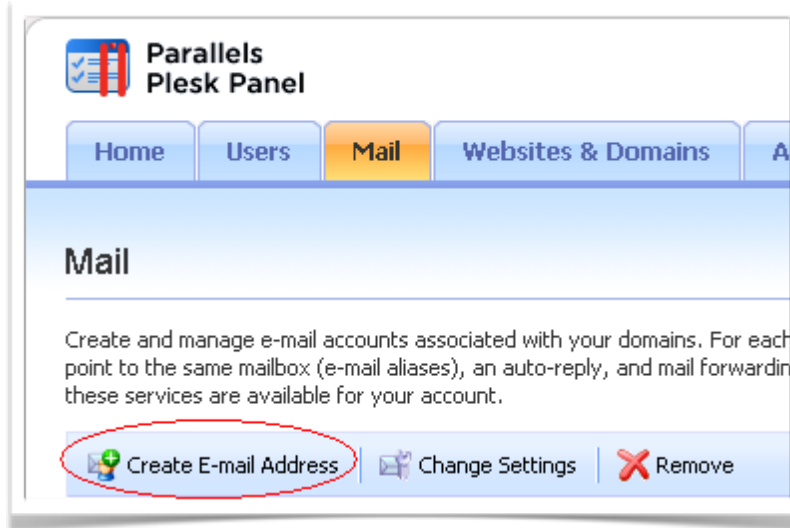 Parallels
Plesk Panel
Home Users Mail Websites & Domains A
Mail
Create and manage e-mail accounts associated with your domains. For each
point to the same mailbox (e-mail aliases), an auto-reply, and mail forwardin
these services are available for your account.
Create E-mail Address Change Settings Remove